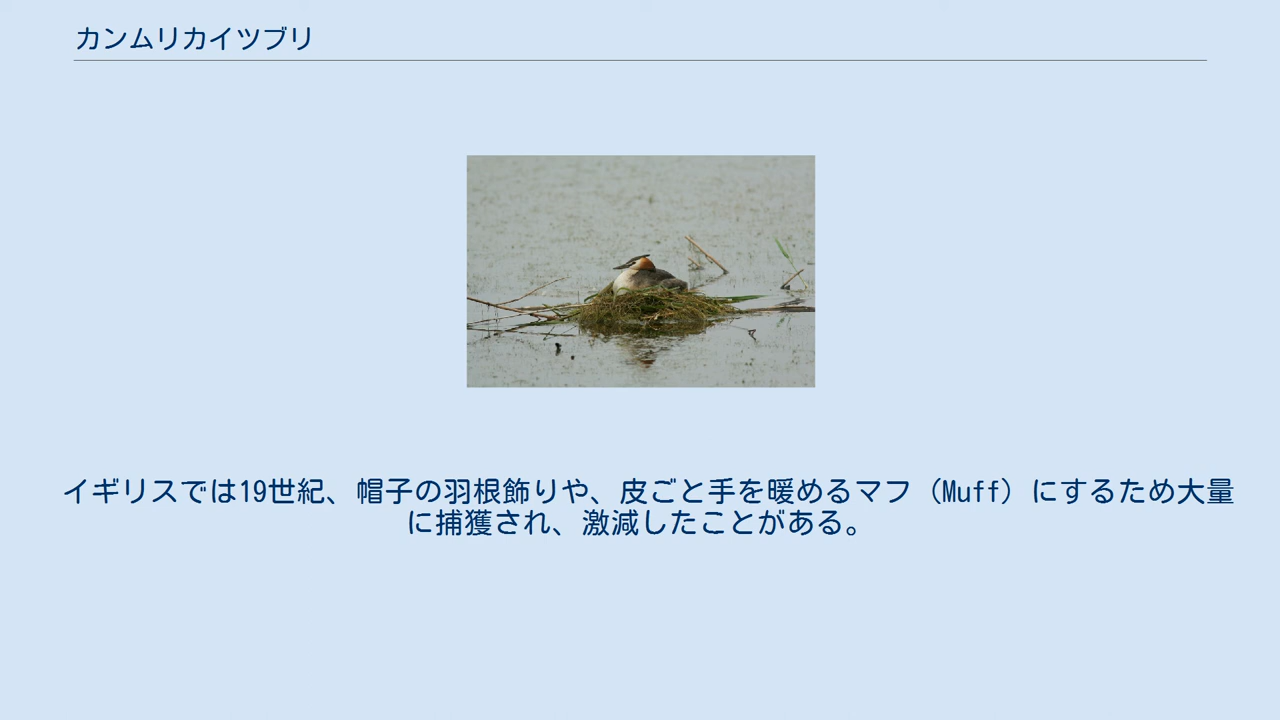 カンムリカイツブリ
イギリスでは19世紀、帽子の羽根飾りや、皮ごと手を暖めるマフ（Muff）にするため大量
に捕獲され、激減したことがある。